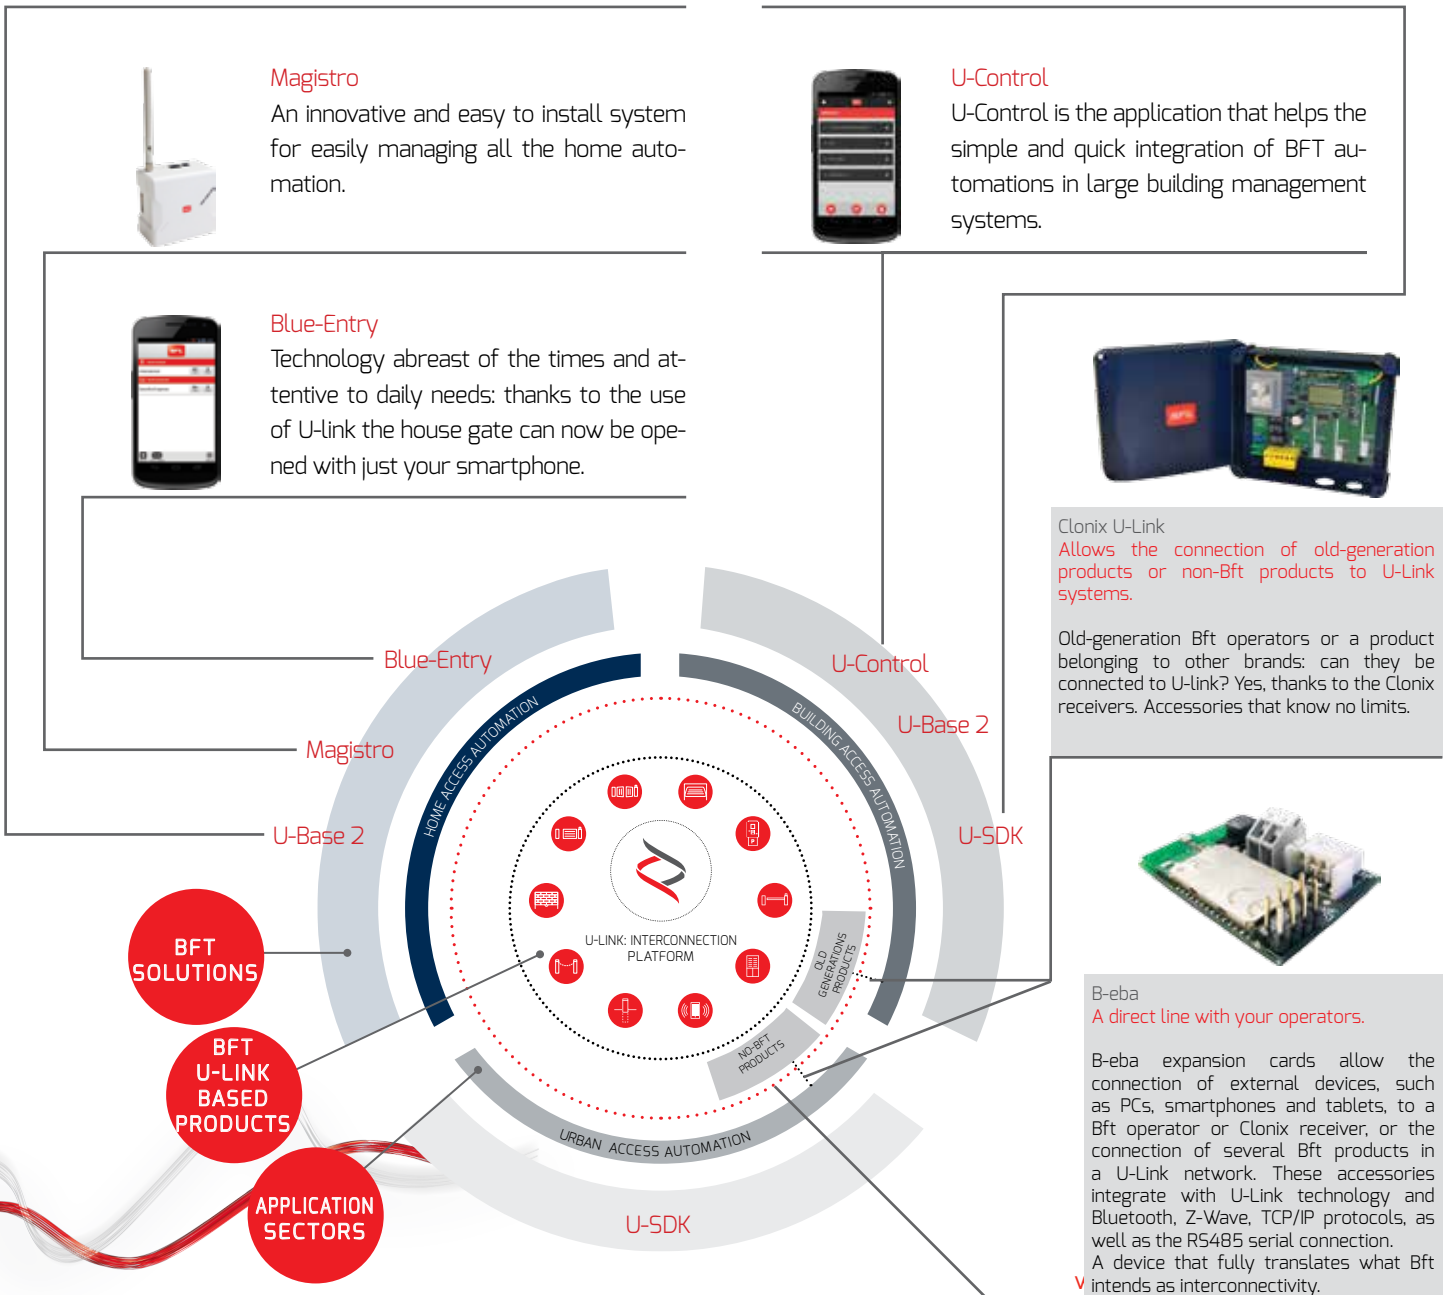 Magistro
An innovative and easy to install system
for easily managing all the home auto-
mation.
U-Control
U-Control is the application that helps the
simple and quick integration of BFT au-
tomations in large building management
systems.
Blue-Entry
Technology abreast of the times and at-
tentive to daily needs: thanks to the use
of U-link the house gate can now be ope-
ned with just your smartphone.
Clonix U-Link
Allows the connection of old-generation
products or non-Bft products to U-Link
systems.
Old-generation Bft operators or a product
belonging to other brands: can they be
connected to U-link? Yes, thanks to the Clonix
receivers. Accessories that know no limits.
B-eba
A direct line with your operators.
B-eba expansion cards allow the
connection of external devices, such
as PCs, smartphones and tablets, to a
Bft operator or Clonix receiver, or the
connection of several Bft products in
a U-Link network. These accessories
integrate with U-Link technology and
Bluetooth, Z-Wave, TCP/IP protocols, as
well as the RS485 serial connection.
A device that fully translates what Bft
intends as interconnectivity.
Blue-Entry
Magistro
U-Base 2
U-Control
U-Base 2
U-SDK
HOME ACCESS AUTOMATION
BUILDING ACCESS AUTOMATION
U-LINK: INTERCONNECTION
PLATFORM
OLD
GENERATIONS
PRODUCTS
NO-BFT
PRODUCTS
URBAN ACCESS AUTOMATION
U-SDK
BFT
SOLUTIONS
BFT
U-LINK
BASED
PRODUCTS
APPLICATION
SECTORS